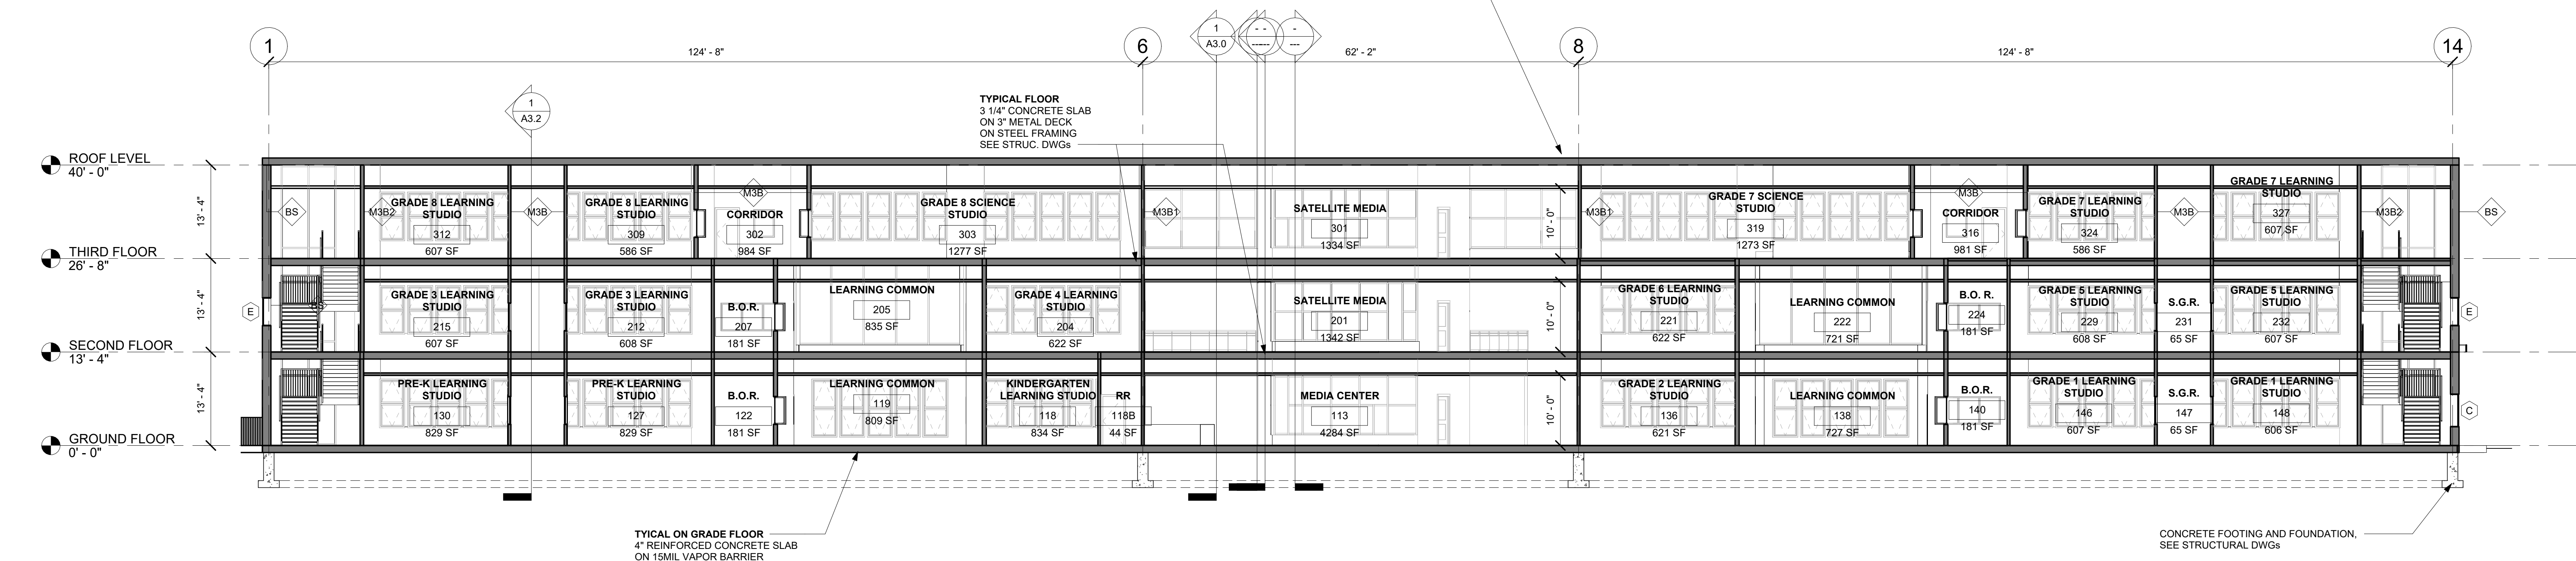 1
6
8
14
124' - 8"
62' - 2"
124' - 8"
1
A3.0
- -
-----
-
---
1
A3.2
TYPICAL FLOOR
3 1/4" CONCRETE SLAB
ON 3" METAL DECK
ON STEEL FRAMING
SEE STRUC. DWGs
ROOF LEVEL
40' - 0"
13' - 4"
BS
M3B2
GRADE 8 LEARNING
STUDIO
312
607 SF
M3B
GRADE 8 LEARNING
STUDIO
309
586 SF
M3B
CORRIDOR
302
984 SF
GRADE 8 SCIENCE
STUDIO
303
1277 SF
M3B1
SATELLITE MEDIA
301
1334 SF
10' - 0"
M3B1
GRADE 7 SCIENCE
STUDIO
319
1273 SF
M3B
CORRIDOR
316
981 SF
GRADE 7 LEARNING
STUDIO
324
586 SF
M3B
GRADE 7 LEARNING
STUDIO
327
607 SF
M3B2
BS
THIRD FLOOR
26' - 8"
13' - 4"
E
BS
GRADE 3 LEARNING
STUDIO
215
607 SF
GRADE 3 LEARNING
STUDIO
212
608 SF
B.O.R.
207
181 SF
LEARNING COMMON
205
835 SF
GRADE 4 LEARNING
STUDIO
204
622 SF
SATELLITE MEDIA
201
1342 SF
10' - 0"
GRADE 6 LEARNING
STUDIO
221
622 SF
LEARNING COMMON
222
721 SF
B.O. R.
224
181 SF
GRADE 5 LEARNING
STUDIO
229
608 SF
S.G.R.
231
65 SF
GRADE 5 LEARNING
STUDIO
232
607 SF
E
SECOND FLOOR
13' - 4"
13' - 4"
PRE-K LEARNING
STUDIO
130
829 SF
PRE-K LEARNING
STUDIO
127
829 SF
B.O.R.
122
181 SF
LEARNING COMMON
119
809 SF
KINDERGARTEN
LEARNING STUDIO
118
834 SF
RR
118B
44 SF
MEDIA CENTER
113
4284 SF
10' - 0"
GRADE 2 LEARNING
STUDIO
136
621 SF
LEARNING COMMON
138
727 SF
B.O.R.
140
181 SF
GRADE 1 LEARNING
STUDIO
146
607 SF
S.G.R.
147
65 SF
GRADE 1 LEARNING
STUDIO
148
606 SF
C
GROUND FLOOR
0' - 0"
TYICAL ON GRADE FLOOR
4" REINFORCED CONCRETE SLAB
ON 15MIL VAPOR BARRIER
CONCRETE FOOTING AND FOUNDATION,
SEE STRUCTURAL DWGs